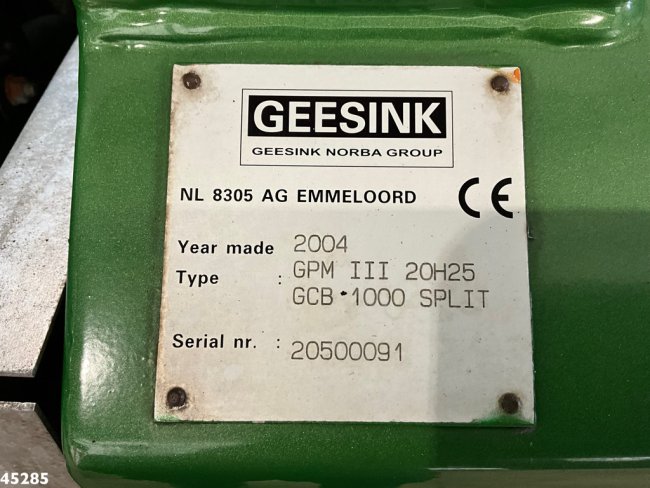 GEESINK
GEESINK NORBA GROUP
NL 8305 AG EMMELOORD CE
Year made 2004
Type : GPM III 20H25
GCB·1000 SPLIT
Serial nr. : 20500091
45285